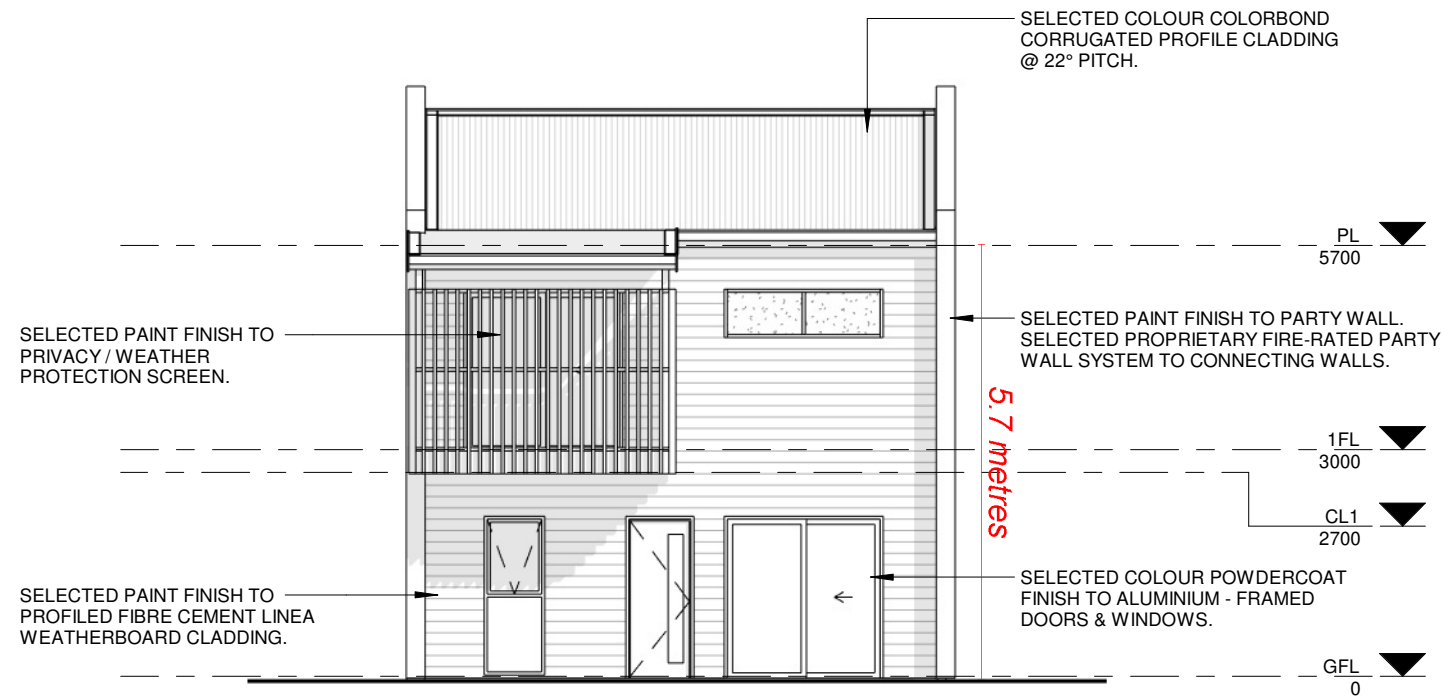 SELECTED COLOUR COLORBOND
CORRUGATED PROFILE CLADDING
@ 22° PITCH.
PL
5700
SELECTED PAINT FINISH TO
PRIVACY / WEATHER
PROTECTION SCREEN.
SELECTED PAINT FINISH TO PARTY WALL.
SELECTED PROPRIETARY FIRE-RATED PARTY
WALL SYSTEM TO CONNECTING WALLS.
5.7 metres
1FL
3000
CL1
2700
SELECTED PAINT FINISH TO
PROFILED FIBRE CEMENT LINEA
WEATHERBOARD CLADDING.
SELECTED COLOUR POWDERCOAT
FINISH TO ALUMINIUM - FRAMED
DOORS & WINDOWS.
GFL
0